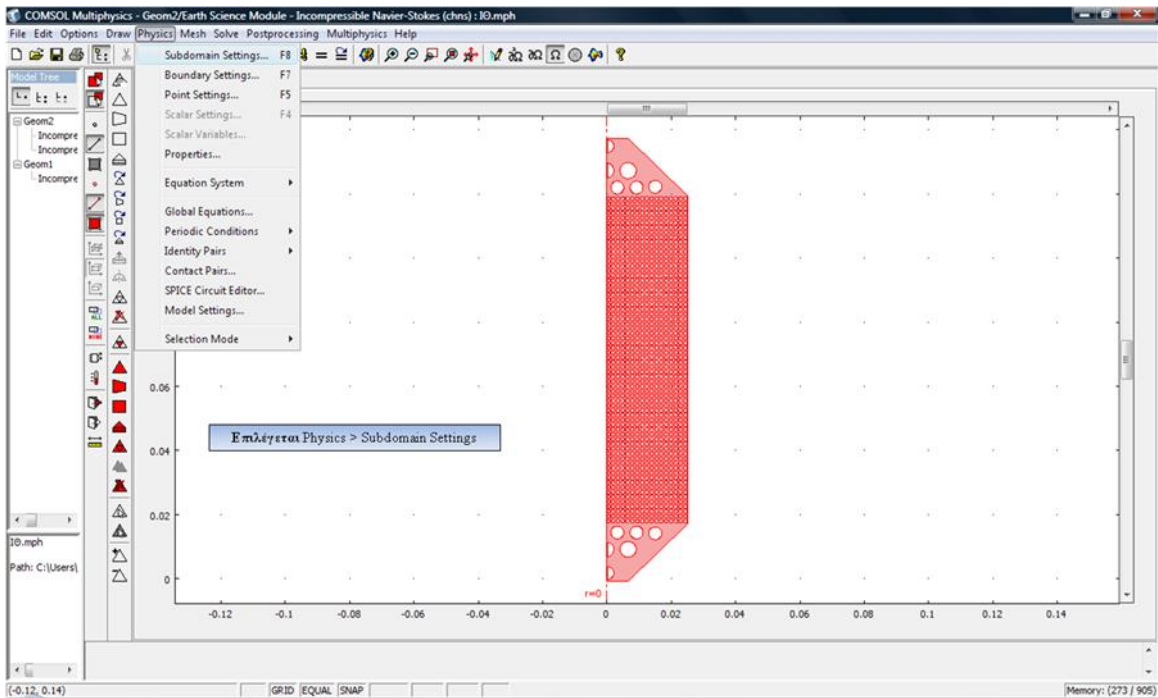 COMSOL Multiphysics - Geom2/Earth Science Module - Incompressible Navier-Stokes (chns) : IΘ.mph
File Edit Options Draw Physics Mesh Solve Postprocessing Multiphysics Help
Model Tree
Geom2
Incompre
Incompre
Geom1
Incompre
Subdomain Settings... F8
Boundary Settings... F7
Point Settings... F5
Scalar Settings... F4
Scalar Variables...
Properties...
Equation System
Global Equations...
Periodic Conditions
Identity Pairs
Contact Pairs...
SPICE Circuit Editor...
Model Settings...
Selection Mode
0.06
0.04
0.02
0
Επιλέγεται Physics > Subdomain Settings
r=0
-0.12 -0.1 -0.08 -0.06 -0.04 -0.02 0 0.02 0.04 0.06 0.08 0.1 0.12 0.14
IΘ.mph
Path: C:\Users\
(-0.12, 0.14) GRID EQUAL SNAP Memory: (273 / 905)